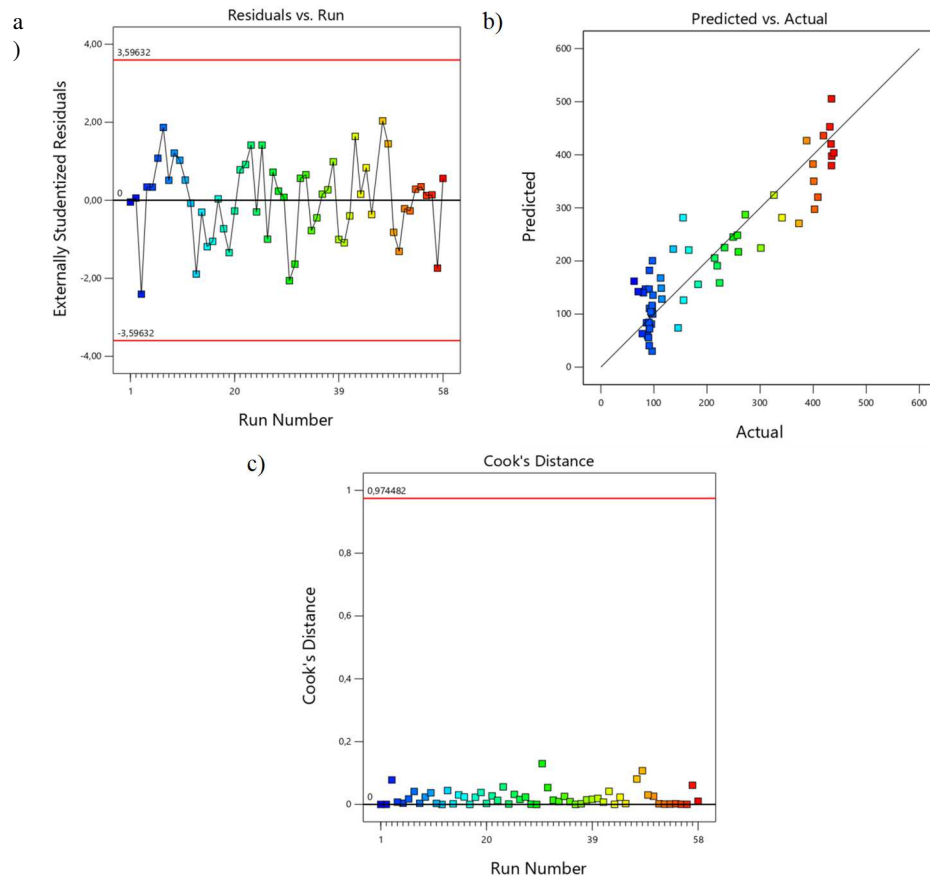 a
)
Residuals vs. Run
4,00
3,59632
2,00
0
0,00
-2,00
-3,59632
-4,00
Externally Studentized Residuals
1 20 39 58
Run Number
b)
Predicted vs. Actual
600
500
400
300
200
100
0
Predicted
0 100 200 300 400 500 600
Actual
c)
Cook's Distance
1
0,974482
0,8
0,6
0,4
0,2
0
0
Cook's Distance
1 20 39 58
Run Number